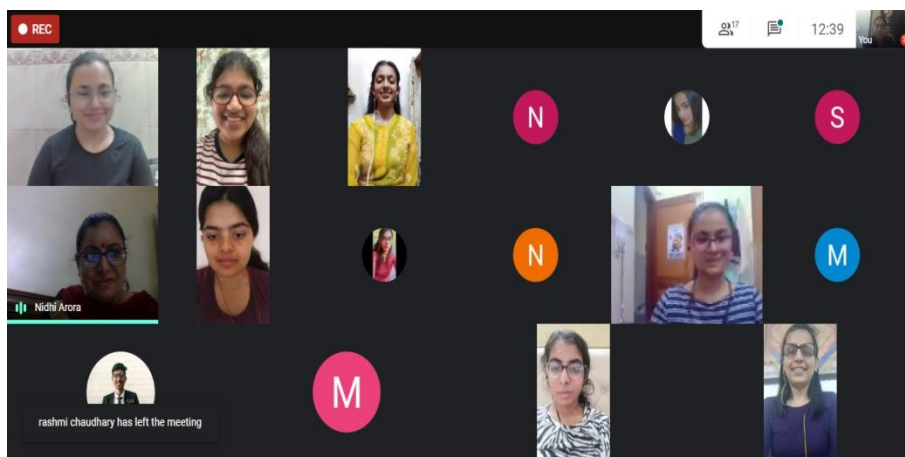 REC
17
12:39
You
N
S
Nidhi Arora
N
M
M
rashmi chaudhary has left the meeting